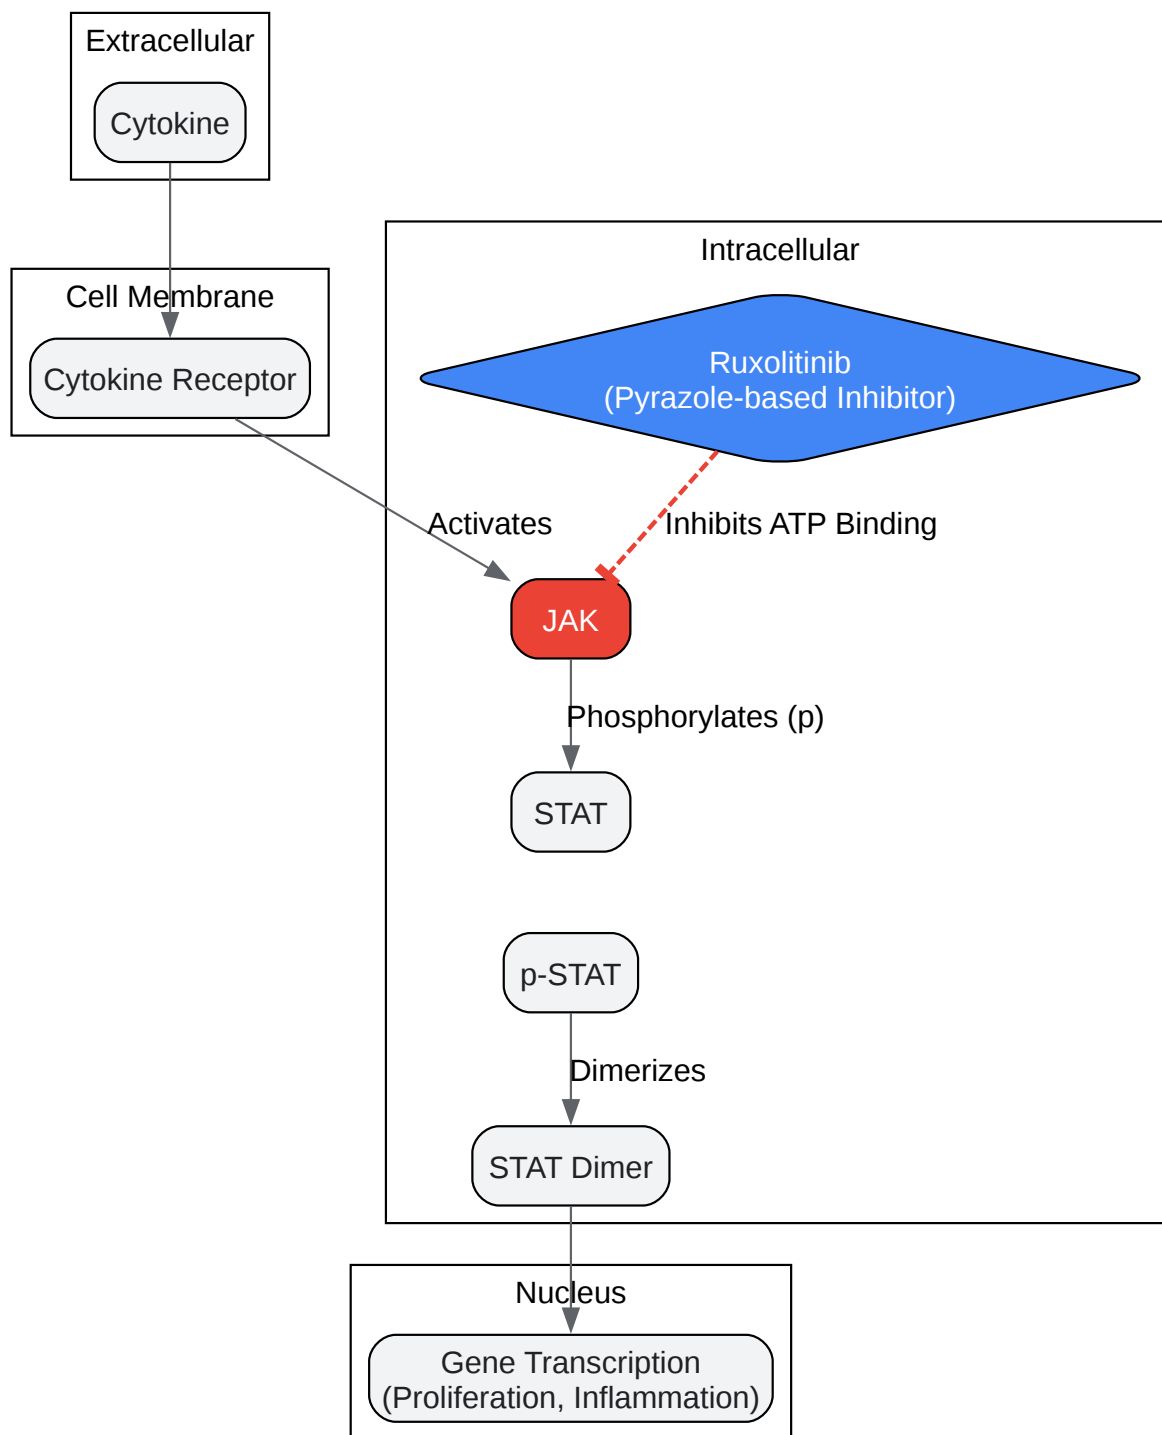 Extracellular
Cytokine
Cell Membrane
Cytokine Receptor
Intracellular
Ruxolitinib
(Pyrazole-based Inhibitor)
Activates
Inhibits ATP Binding
JAK
Phosphorylates (p)
STAT
p-STAT
Dimerizes
STAT Dimer
Nucleus
Gene Transcription
(Proliferation, Inflammation)